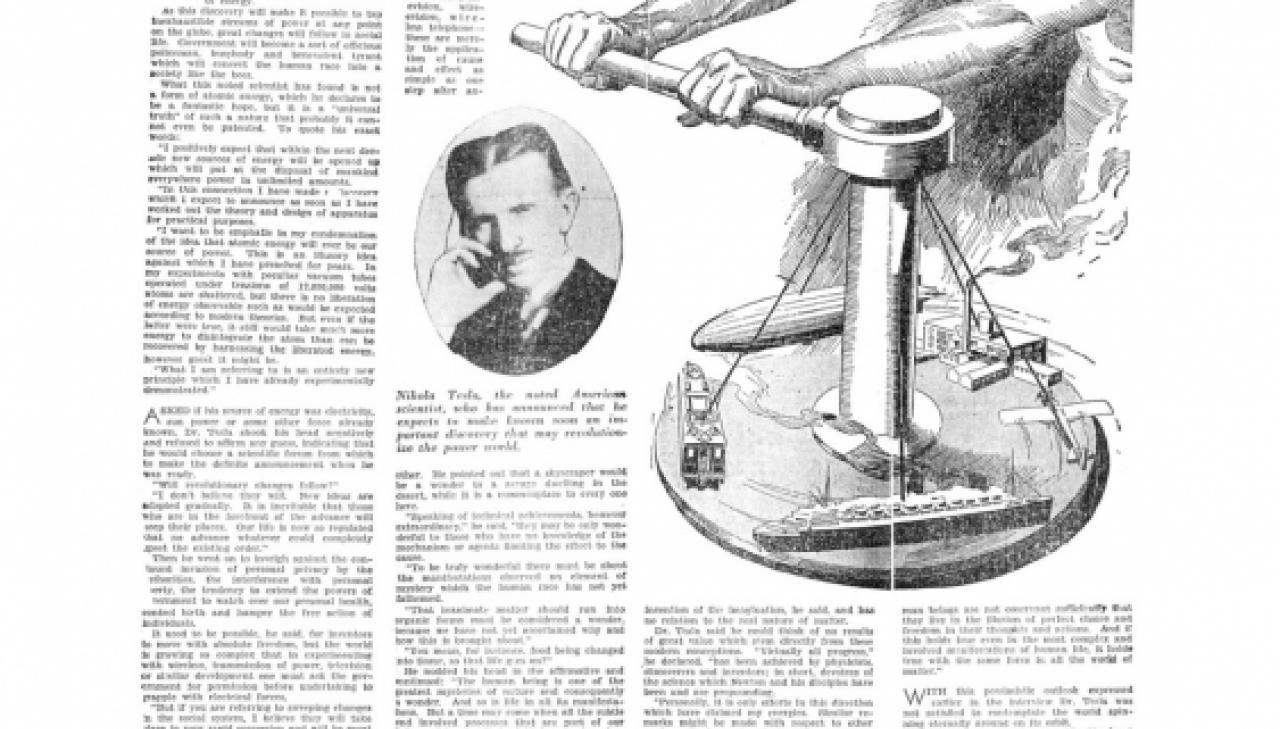 of energy.
As this discovery will make it possible to tap
inexhaustible streams of power at any point
on the globe, great changes will follow in social
life. Government will become a sort of officious
policeman, busybody and benevolent tyrant
which will convert the human race into a
society like the bees.
What this noted scientist has found is not
a form of atomic energy, which he declares to
be a fantastic hope, but it is a "universal
truth" of such a nature that probably it can-
not even be patented. To quote his exact
words:
"I positively expect that within the next dec-
ade new sources of energy will be opened up
which will put at the disposal of mankind
everywhere power in unlimited amounts.
"In this connection I have made
which I expect to announce as soon as I have
worked out the theory and design of apparatus
for practical purposes.
"I want to be emphatic in my condemnation
of the idea that atomic energy will ever be our
source of power. This is an illusory idea
against which I have preached for years. In
my experiments with peculiar vacuum tubes
operated under tensions of 12,000,000 volts
atoms are shattered, but there is no liberation
of energy observable such as would be expected
according to modern theories. But even if the
latter were true, it still would take much more
energy to disintegrate the atom than can be
recovered by harnessing the liberated energy,
however great it might be.
"What I am referring to is an entirely new
principle which I have already experimentally
demonstrated."
ASKED if his source of energy was electricity,
sun power or some other force already
known, Dr. Tesla shook his head negatively
and refused to affirm any guess, indicating that
he would choose a scientific forum from which
to make the definite announcement when he
was ready.
"Will revolutionary changes follow?"
"I don't believe they will. New ideas are
adopted gradually. It is inevitable that those
who are in the forefront of the advance will
keep their places. Our life is now so regulated
that no advance whatever could completely
upset the existing order."
Then he went on to inveigh against the con-
tinued invasion of personal privacy by the
authorities, the interference with personal
liberty, the tendency to extend the powers of
government to watch over our personal health,
control birth and hamper the free action of
individuals.
It used to be possible, he said, for inventors
to move with absolute freedom, but the world
is growing so complex that in experimenting
with wireless, transmission of power, television
or similar development one must ask the gov-
ernment for permission before undertaking to
grapple with electrical forces.
"But if you are referring to sweeping changes
in the social system, I believe they will take
ovision, wire-
less telephone—
these are mere-
ly the applica-
tion of cause
and effect as
simple as one
step after an-
Nikola Tesla, the noted American
scientist, who has announced that he
expects to make known soon an im-
portant discovery that may revolution-
ize the power world.
other. He pointed out that a skyscraper would
be a wonder to a savage dwelling in the
desert, while it is a commonplace to every one
here.
"Speaking of technical achievements, however
extraordinary," he said, "they may be only won-
derful to those who have no knowledge of the
mechanism or agents limiting the effect to the
cause.
"To be truly wonderful there must be about
the manifestations observed an element of
mystery which the human race has not yet
fathomed.
"That inanimate matter should run into
organic forms must be considered a wonder,
because we have not yet ascertained why and
how this is brought about."
"You mean, for instance, food being changed
into tissue, so that life goes on?"
He nodded his head in the affirmative and
continued: "The human being is one of the
greatest mysteries of nature and consequently
a wonder. And so is life in all its manifesta-
tions. But a time may come when all the subtle
and involved processes that are part of our
invention of the imagination, he said, and has
no relation to the real nature of matter.
Dr. Tesla said he could think of no results
of great value which stem directly from these
modern conceptions. "Virtually all progress,"
he declared, "has been achieved by physicists,
discoverers and inventors; in short, devotees of
the science which Newton and his disciples have
been and are propounding.
"Personally, it is only efforts in this direction
which have claimed my energies. Similar re-
marks might be made with respect to other
man beings are not observant sufficiently that
they live in the illusion of perfect choice and
freedom in their thoughts and actions. And if
this holds true even in the most complex and
involved manifestations of human life, it holds
true with the same force in all the world of
matter."
WITH this pessimistic outlook expressed
earlier in the interview Dr. Tesla was
not satisfied to contemplate the world spin-
ning eternally around on its orbit.